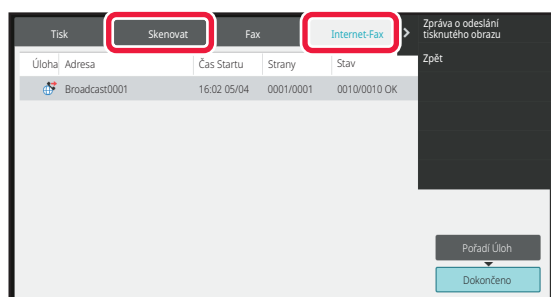 Tisk Skenovat Fax Internet-Fax
Zpráva o odeslání
tisknutého obrazu
Zpět
Úloha Adresa Čas Startu Strany Stav
Broadcast0001 16:02 05/04 0001/0001 0010/0010 OK
Pořadí Úloh
Dokončeno